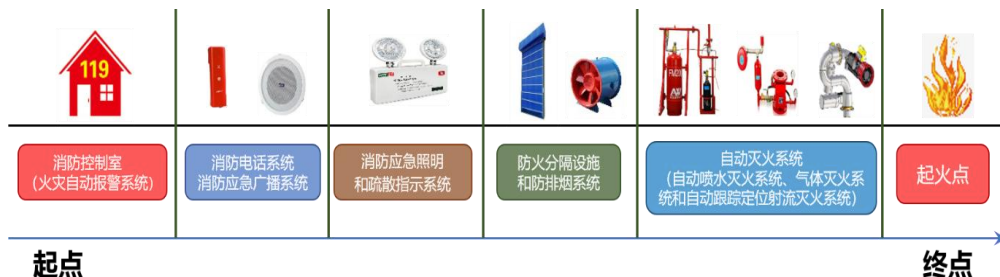 119
消防控制室
（火灾自动报警系统）
消防电话系统
消防应急广播系统
消防应急照明
和疏散指示系统
防火分隔设施
和防排烟系统
自动灭火系统
（自动喷水灭火系统、气体灭火系
统和自动跟踪定位射流灭火系统）
起火点
起点
终点